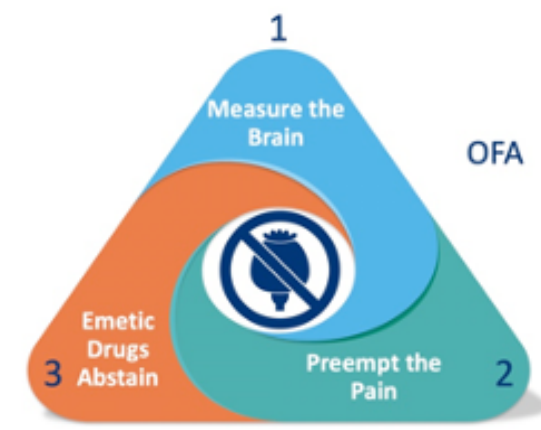 1
Measure the
Brain
OFA
Emetic
Drugs
3 Abstain
Preempt the
Pain
2